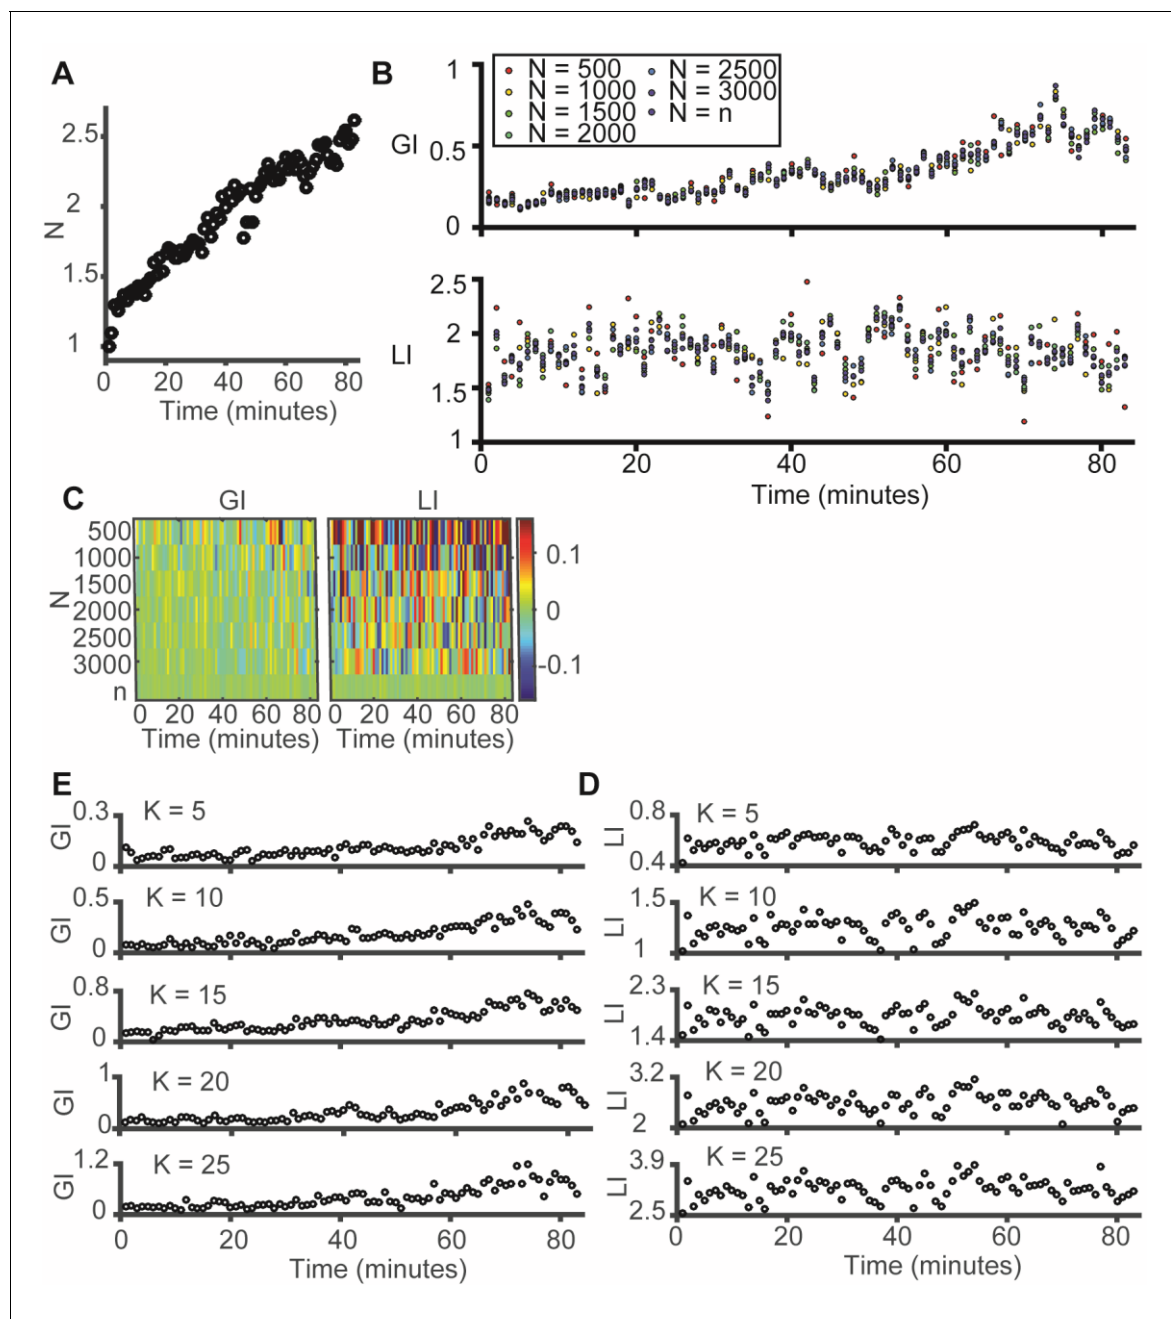 A
N
2.5
2
1.5
1
0
20
40
60
80
Time (minutes)
B
N = 500
N = 1000
N = 1500
N = 2000
N = 2500
N = 3000
N = n
GI
1
0.5
0
LI
2.5
2
1.5
1
0
20
40
60
80
Time (minutes)
C
GI
LI
N
500
1000
1500
2000
2500
3000
n
0.1
0
-0.1
0 20 40 60 80
0 20 40 60 80
Time (minutes)
Time (minutes)
E
GI
0.3
0
K = 5
GI
0.5
0
K = 10
GI
0.8
0
K = 15
GI
1
0
K = 20
GI
1.2
0
K = 25
0 20 40 60 80
Time (minutes)
D
LI
0.8
0.4
K = 5
LI
1.5
1
K = 10
LI
2.3
1.4
K = 15
LI
3.2
2
K = 20
LI
3.9
2.5
K = 25
0 20 40 60 80
Time (minutes)